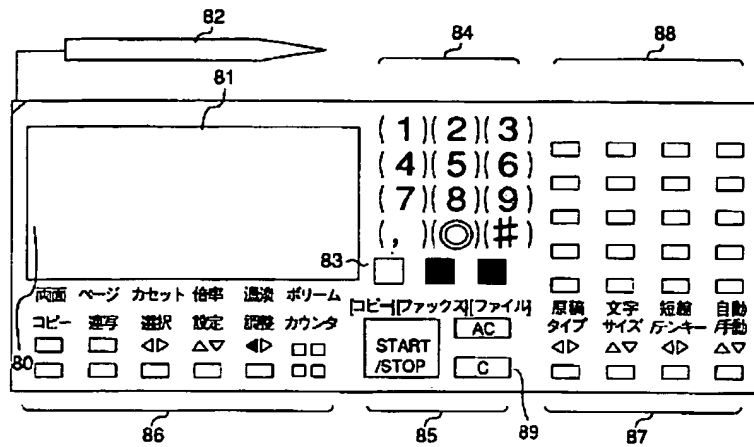 82
84
88
81
(1)(2)(3)
(4)(5)(6)
(7)(8)(9)
(,)(◎)(#)
83
両面 ページ カセット 倍率 濃淡 ボリーム
コピー 連写 選択 設定 調整 カウンタ
◁▷ △▽ ◀▷
80
[コピー][ファックス][ファイル]
START
/STOP
AC
C
原稿 文字 短縮 自動
タイプ サイズ /テンキー /手動
◁▷ △▽ ◁▷ △▽
86
85
89
87